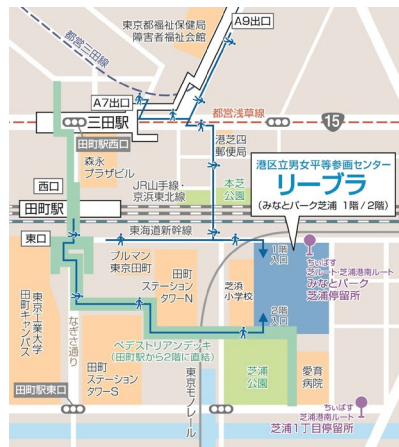 東京都福祉保健局
障害者福祉会館
A9出口
都営三田線
A7出口
三田駅
都営浅草線
15
田町駅西口
港芝四
郵便局
森永
プラザビル
港区立男女平等参画センター
リーブラ
(みなとパーク芝浦 1階/2階)
西口
JR山手線・
京浜東北線
本芝
公園
田町駅
東海道新幹線
東口
プルマン
東京田町
田町
ステーション
タワーN
芝浜
小学校
1階
入口
2階
入口
ちぃばす
芝ルート・芝浦港南ルート
みなとパーク
芝浦停留所
東京工業大学
田町キャンパス
なぎさ通り
ペデストリアンデッキ
(田町駅から2階に直結)
田町
ステーション
タワーS
東京モノレール
芝浦
公園
愛育
病院
田町駅東口
ちぃばす
芝浦港南ルート
芝浦1丁目停留所